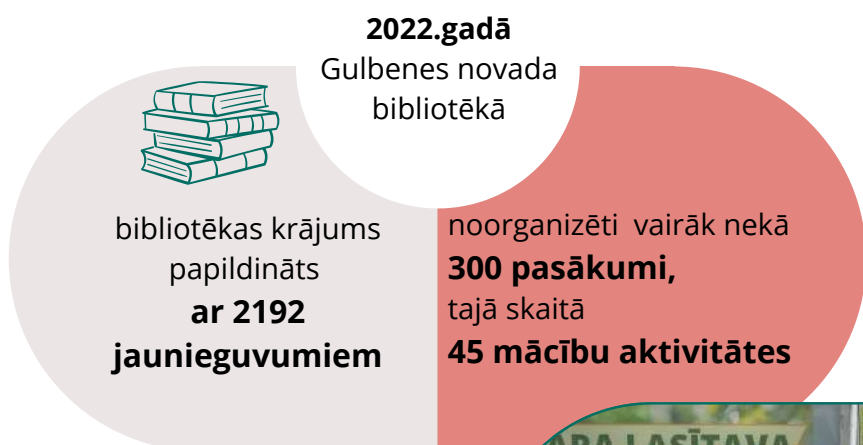 2022.gadā
Gulbenes novada
bibliotēkā
bibliotēkas krājums
papildināts
ar 2192
jaunieguvumiem
noorganizēti vairāk nekā
300 pasākumi,
tajā skaitā
45 mācību aktivitātes
LASĪTAVA